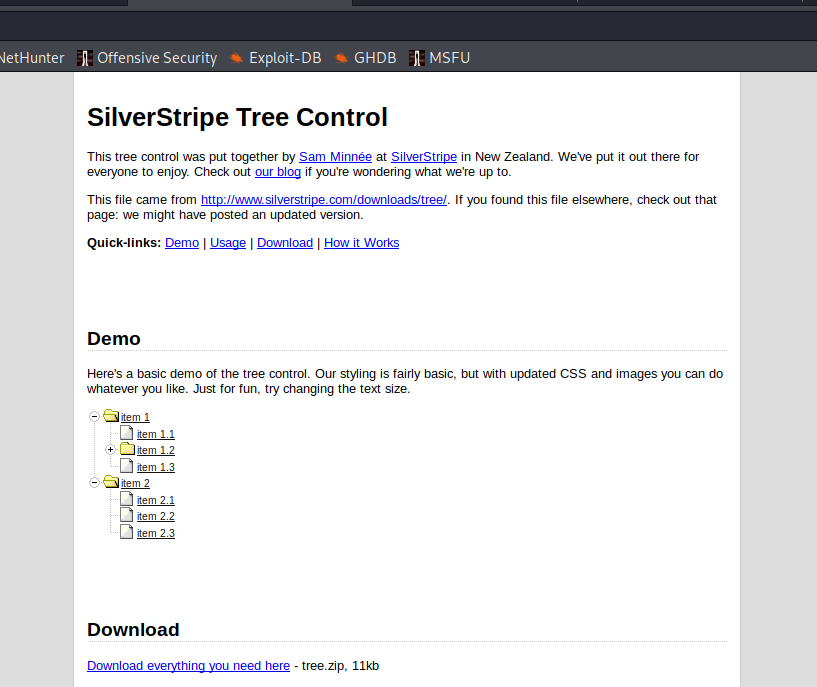 NetHunter Offensive Security Exploit-DB GHDB MSFU
SilverStripe Tree Control
This tree control was put together by Sam Minnée at SilverStripe in New Zealand. We've put it out there for
everyone to enjoy. Check out our blog if you're wondering what we're up to.
This file came from http://www.silverstripe.com/downloads/tree/. If you found this file elsewhere, check out that
page: we might have posted an updated version.
Quick-links: Demo | Usage | Download | How it Works
Demo
Here's a basic demo of the tree control. Our styling is fairly basic, but with updated CSS and images you can do
whatever you like. Just for fun, try changing the text size.
item 1
item 1.1
item 1.2
item 1.3
item 2
item 2.1
item 2.2
item 2.3
Download
Download everything you need here - tree.zip, 11kb